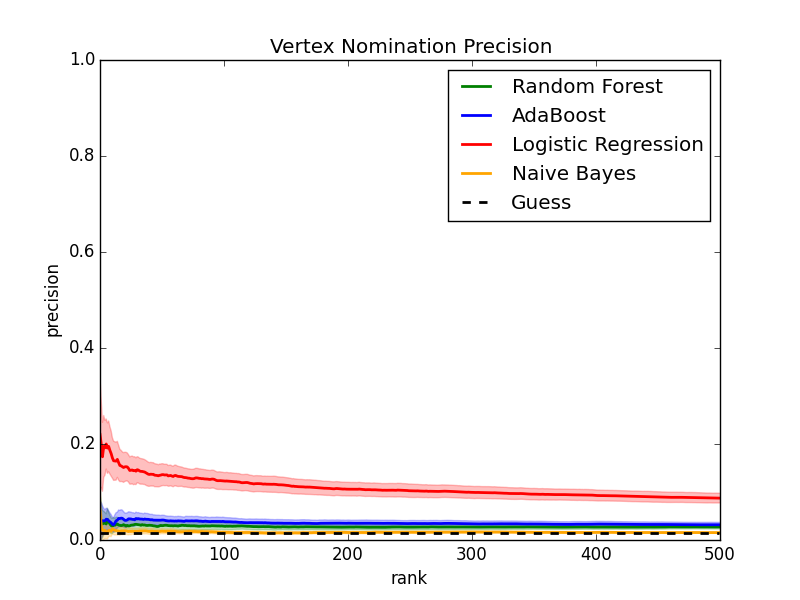 Vertex Nomination Precision
1.0
0.8
0.6
0.4
0.2
0.0
precision
Random Forest
AdaBoost
Logistic Regression
Naive Bayes
Guess
0 100 200 300 400 500
rank